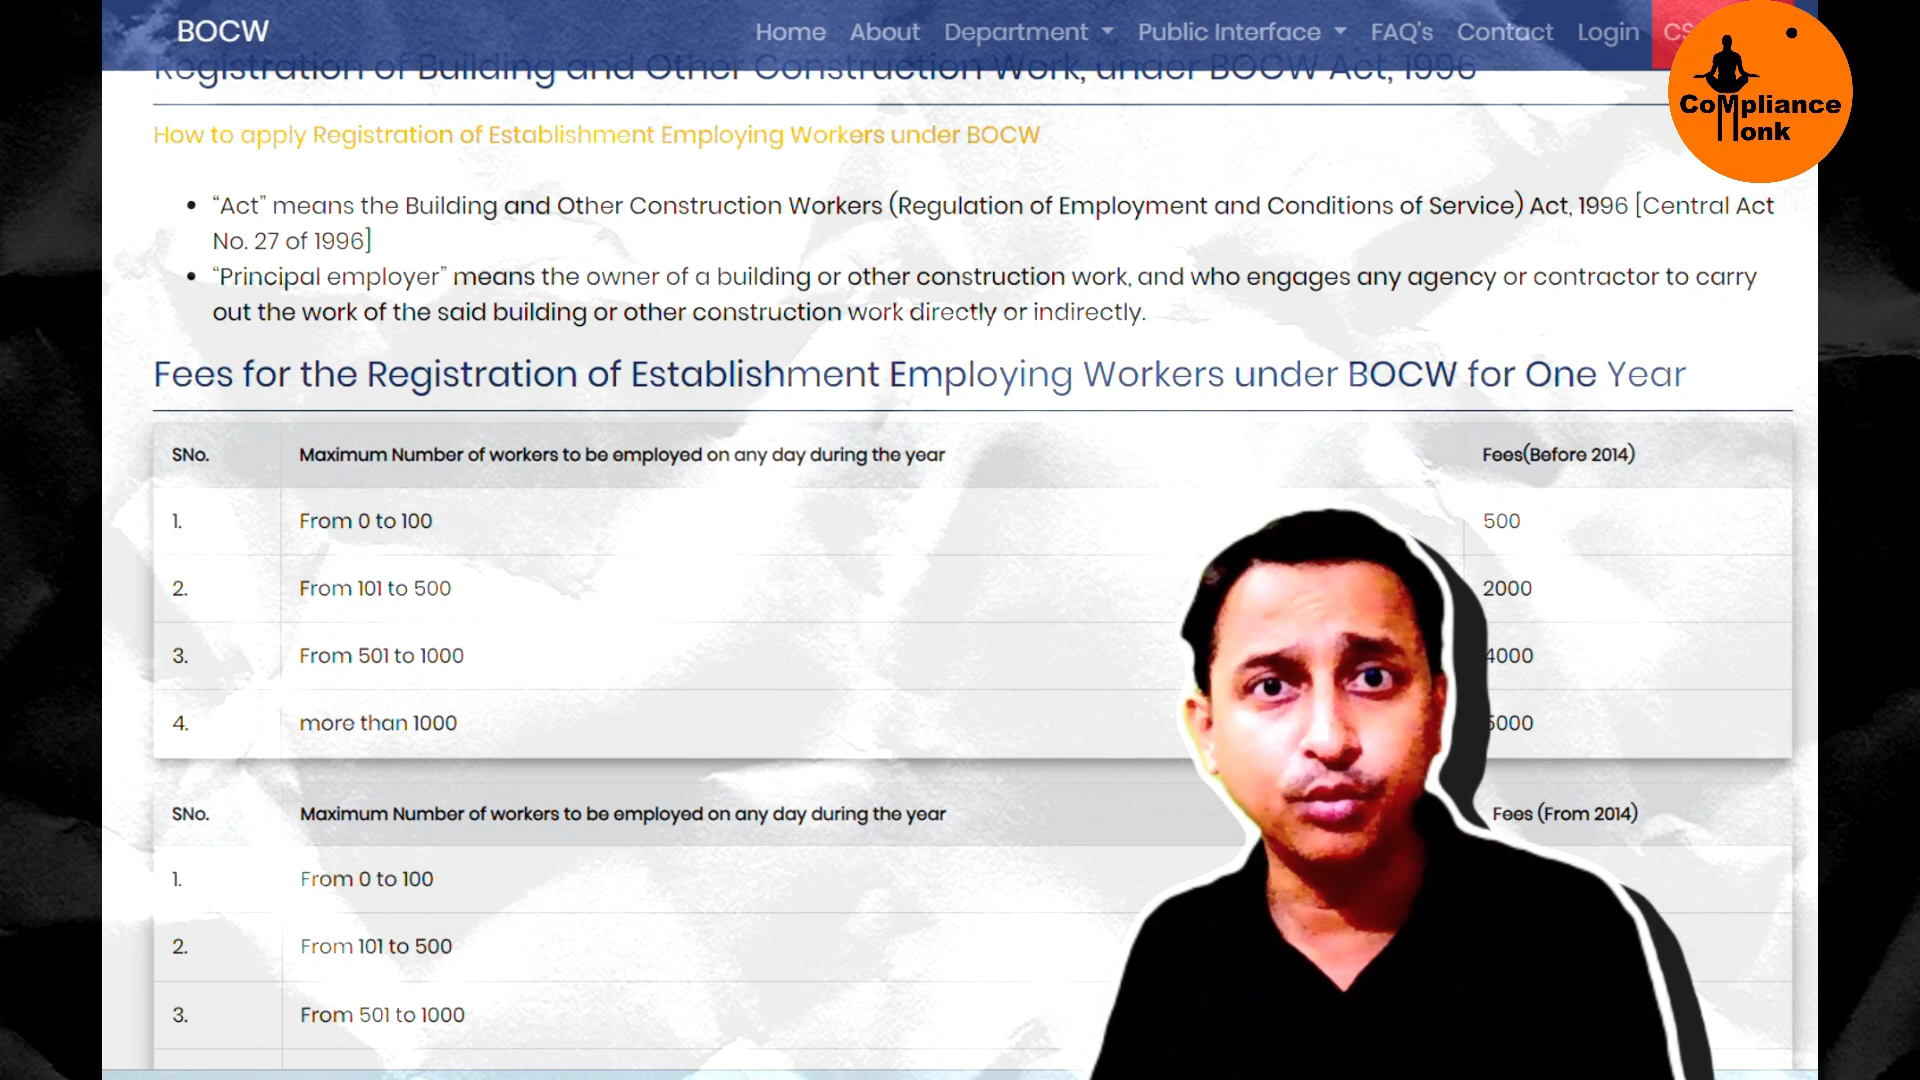 BOCW
Home About Department Public Interface FAQ's Contact Login CS
Registration of Building and Other Construction Work, under BOCW Act, 1996
CoMpliance
Monk
How to apply Registration of Establishment Employing Workers under BOCW
• “Act” means the Building and Other Construction Workers (Regulation of Employment and Conditions of Service) Act, 1996 [Central Act
No. 27 of 1996]
• “Principal employer” means the owner of a building or other construction work, and who engages any agency or contractor to carry
out the work of the said building or other construction work directly or indirectly.
Fees for the Registration of Establishment Employing Workers under BOCW for One Year
SNo. Maximum Number of workers to be employed on any day during the year Fees(Before 2014)
1. From 0 to 100 500
2. From 101 to 500 2000
3. From 501 to 1000 4000
4. more than 1000 5000
SNo. Maximum Number of workers to be employed on any day during the year Fees (From 2014)
1. From 0 to 100
2. From 101 to 500
3. From 501 to 1000